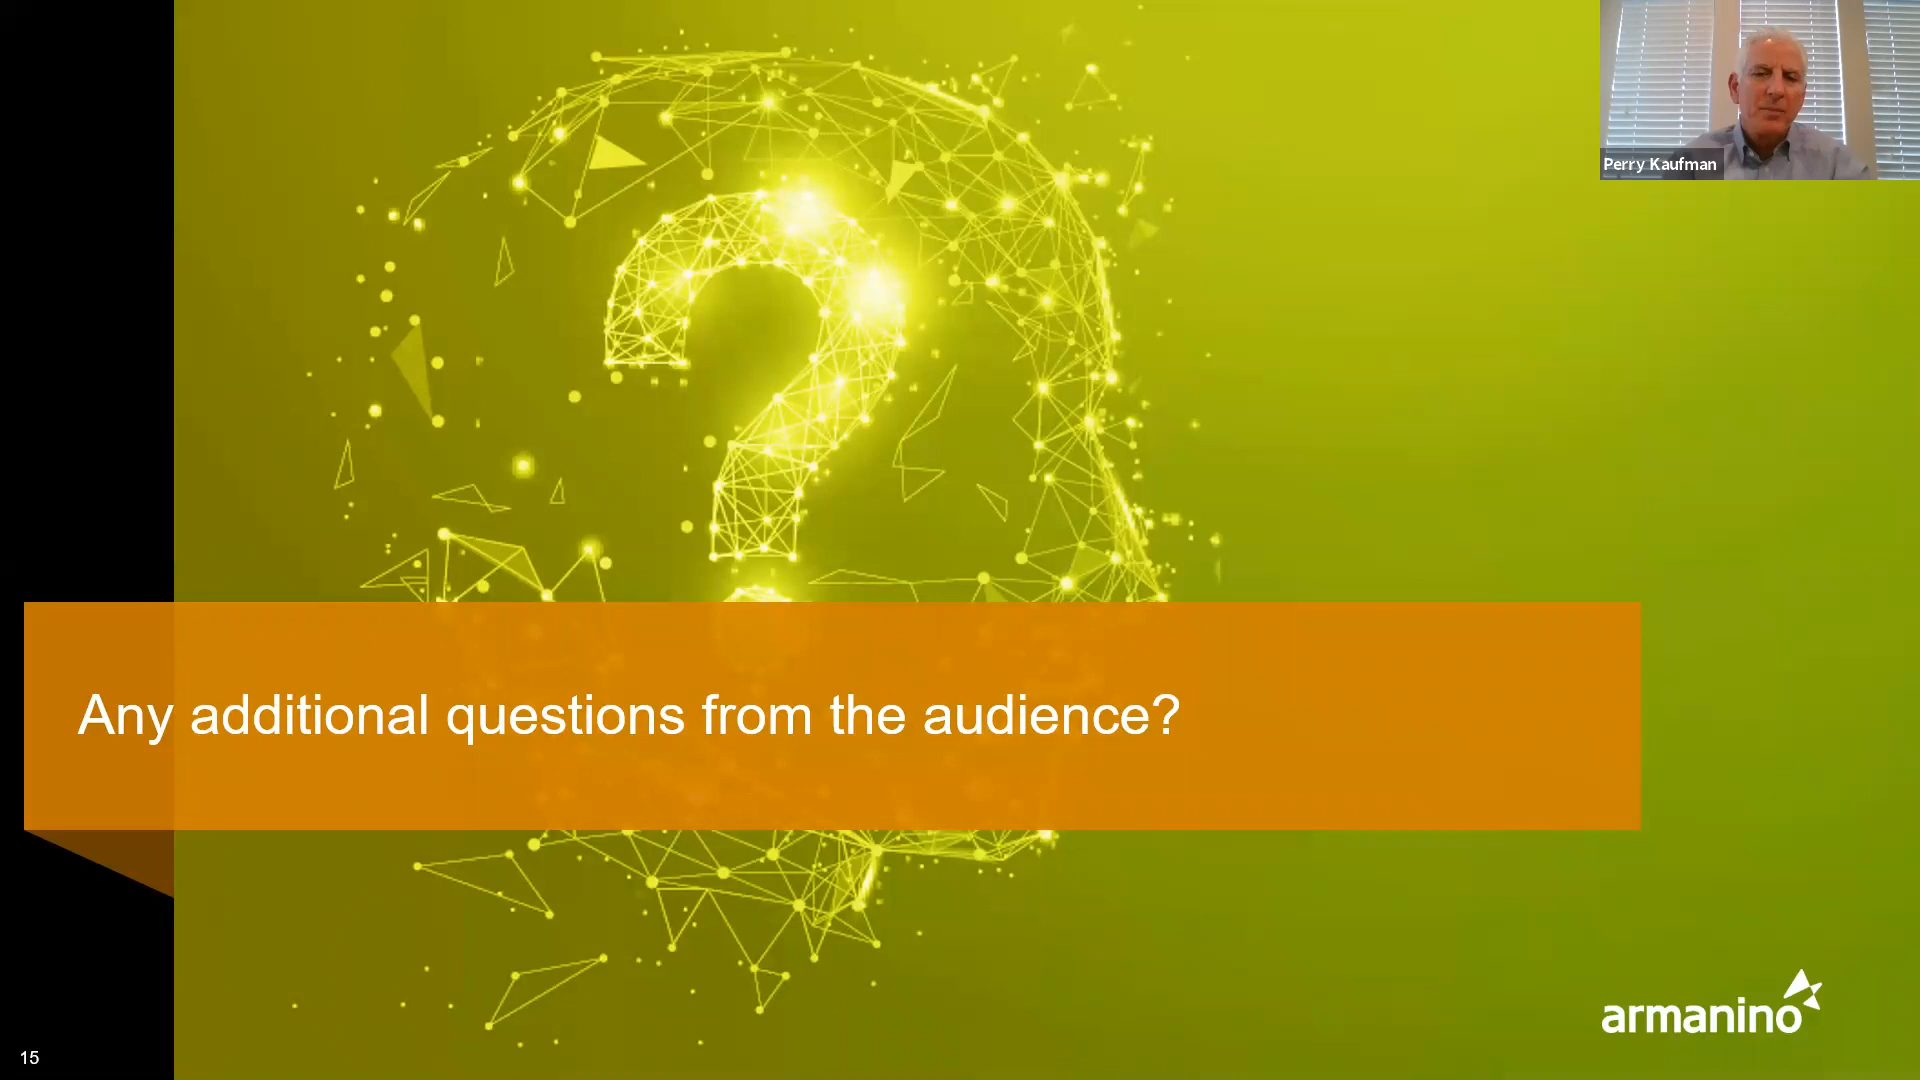 Perry Kaufman
Any additional questions from the audience?
armanino
15